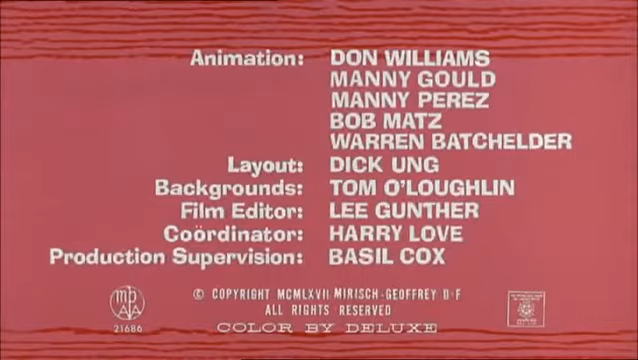 Animation: DON WILLIAMS
MANNY GOULD
MANNY PEREZ
BOB MATZ
WARREN BATCHELDER
Layout: DICK UNG
Backgrounds: TOM O'LOUGHLIN
Film Editor: LEE GUNTHER
Coördinator: HARRY LOVE
Production Supervision: BASIL COX
© COPYRIGHT MCMLXVII MIRISCH-GEOFFREY D-F
ALL RIGHTS RESERVED
COLOR BY DELUXE
mp
AA
21686